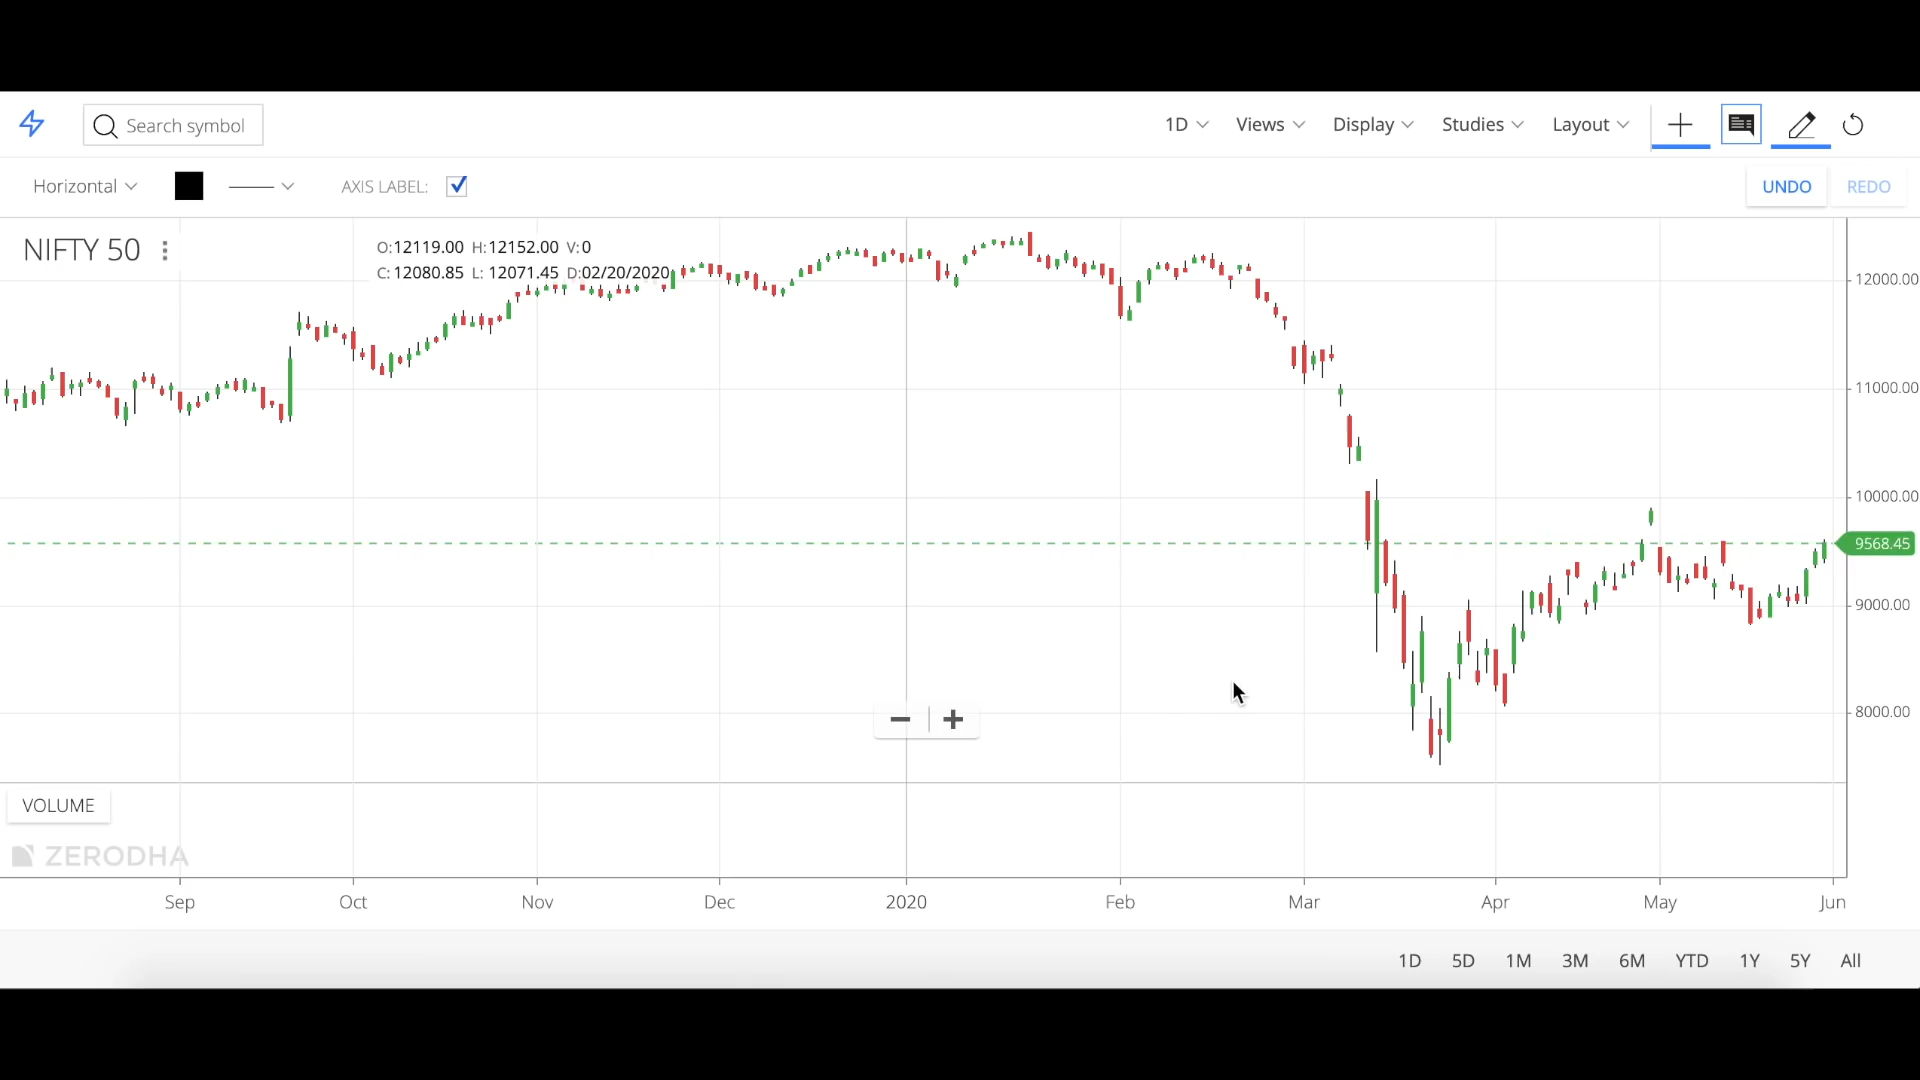 Search symbol
1D Views Display Studies Layout
Horizontal AXIS LABEL: UNDO REDO
NIFTY 50
O:12119.00 H:12152.00 V:0
C:12080.85 L:12071.45 D:02/20/2020
12000.00
11000.00
10000.00
9568.45
9000.00
8000.00
VOLUME
ZERODHA
Sep Oct Nov Dec 2020 Feb Mar Apr May Jun
1D 5D 1M 3M 6M YTD 1Y 5Y All